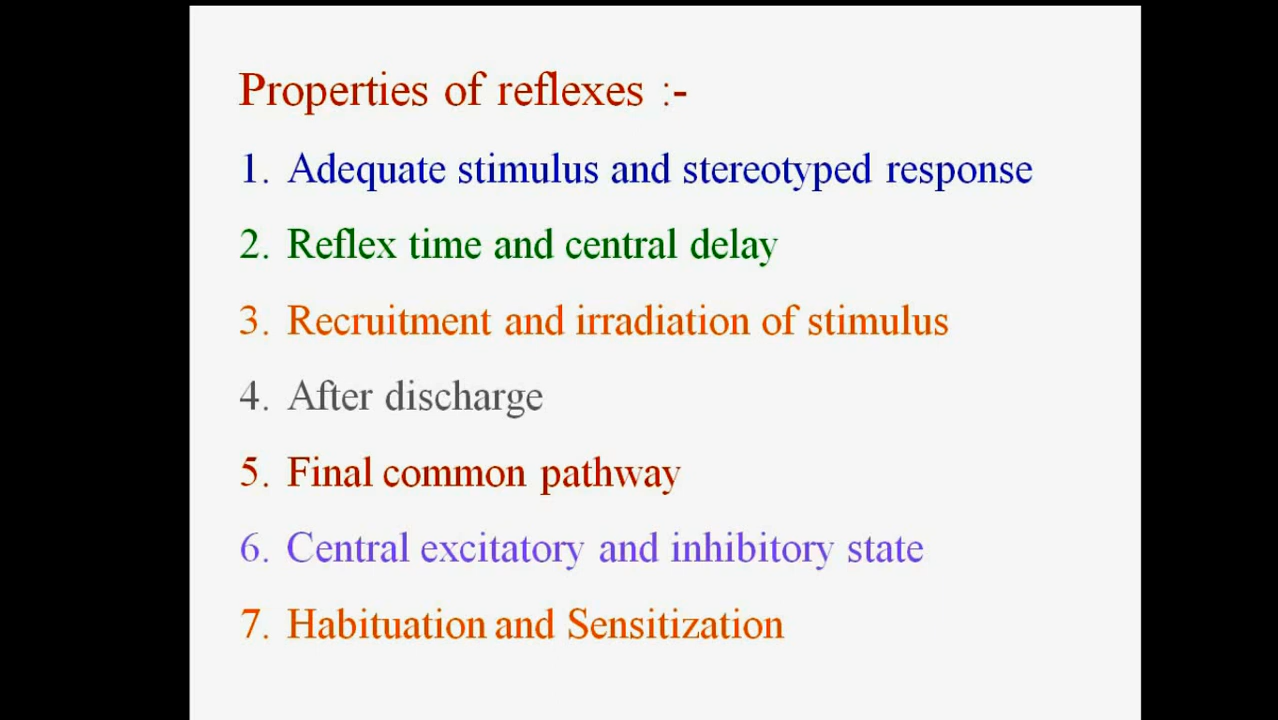 Properties of reflexes :-
1. Adequate stimulus and stereotyped response
2. Reflex time and central delay
3. Recruitment and irradiation of stimulus
4. After discharge
5. Final common pathway
6. Central excitatory and inhibitory state
7. Habituation and Sensitization